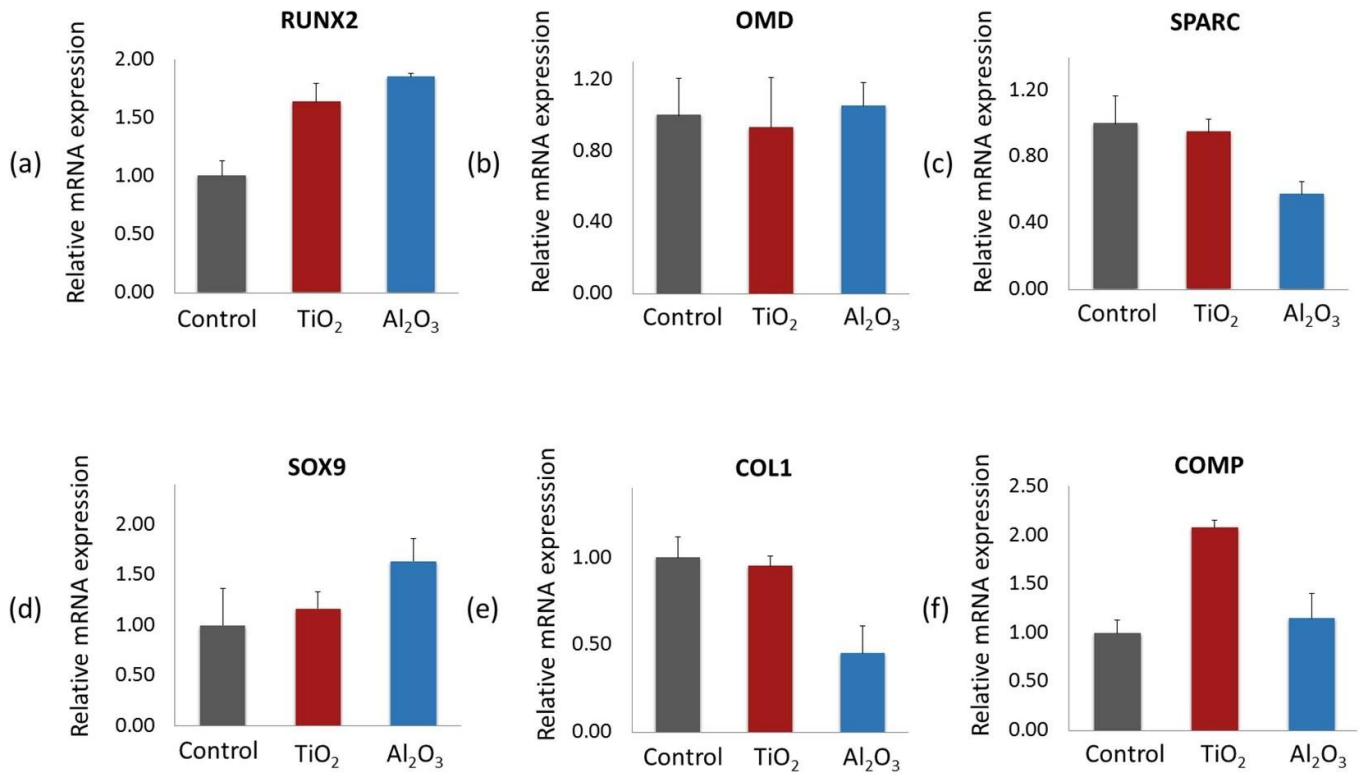 RUNX2
(a)
Relative mRNA expression
2.00
1.50
1.00
0.50
0.00
Control TiO₂ Al₂O₃
OMD
(b)
Relative mRNA expression
1.20
0.80
0.40
0.00
Control TiO₂ Al₂O₃
SPARC
(c)
Relative mRNA expression
1.20
0.80
0.40
0.00
Control TiO₂ Al₂O₃
SOX9
(d)
Relative mRNA expression
2.00
1.50
1.00
0.50
0.00
Control TiO₂ Al₂O₃
COL1
(e)
Relative mRNA expresssion
1.00
0.50
0.00
Control TiO₂ Al₂O₃
COMP
(f)
Relative mRNA expression
2.50
2.00
1.50
1.00
0.50
0.00
Control TiO₂ Al₂O₃